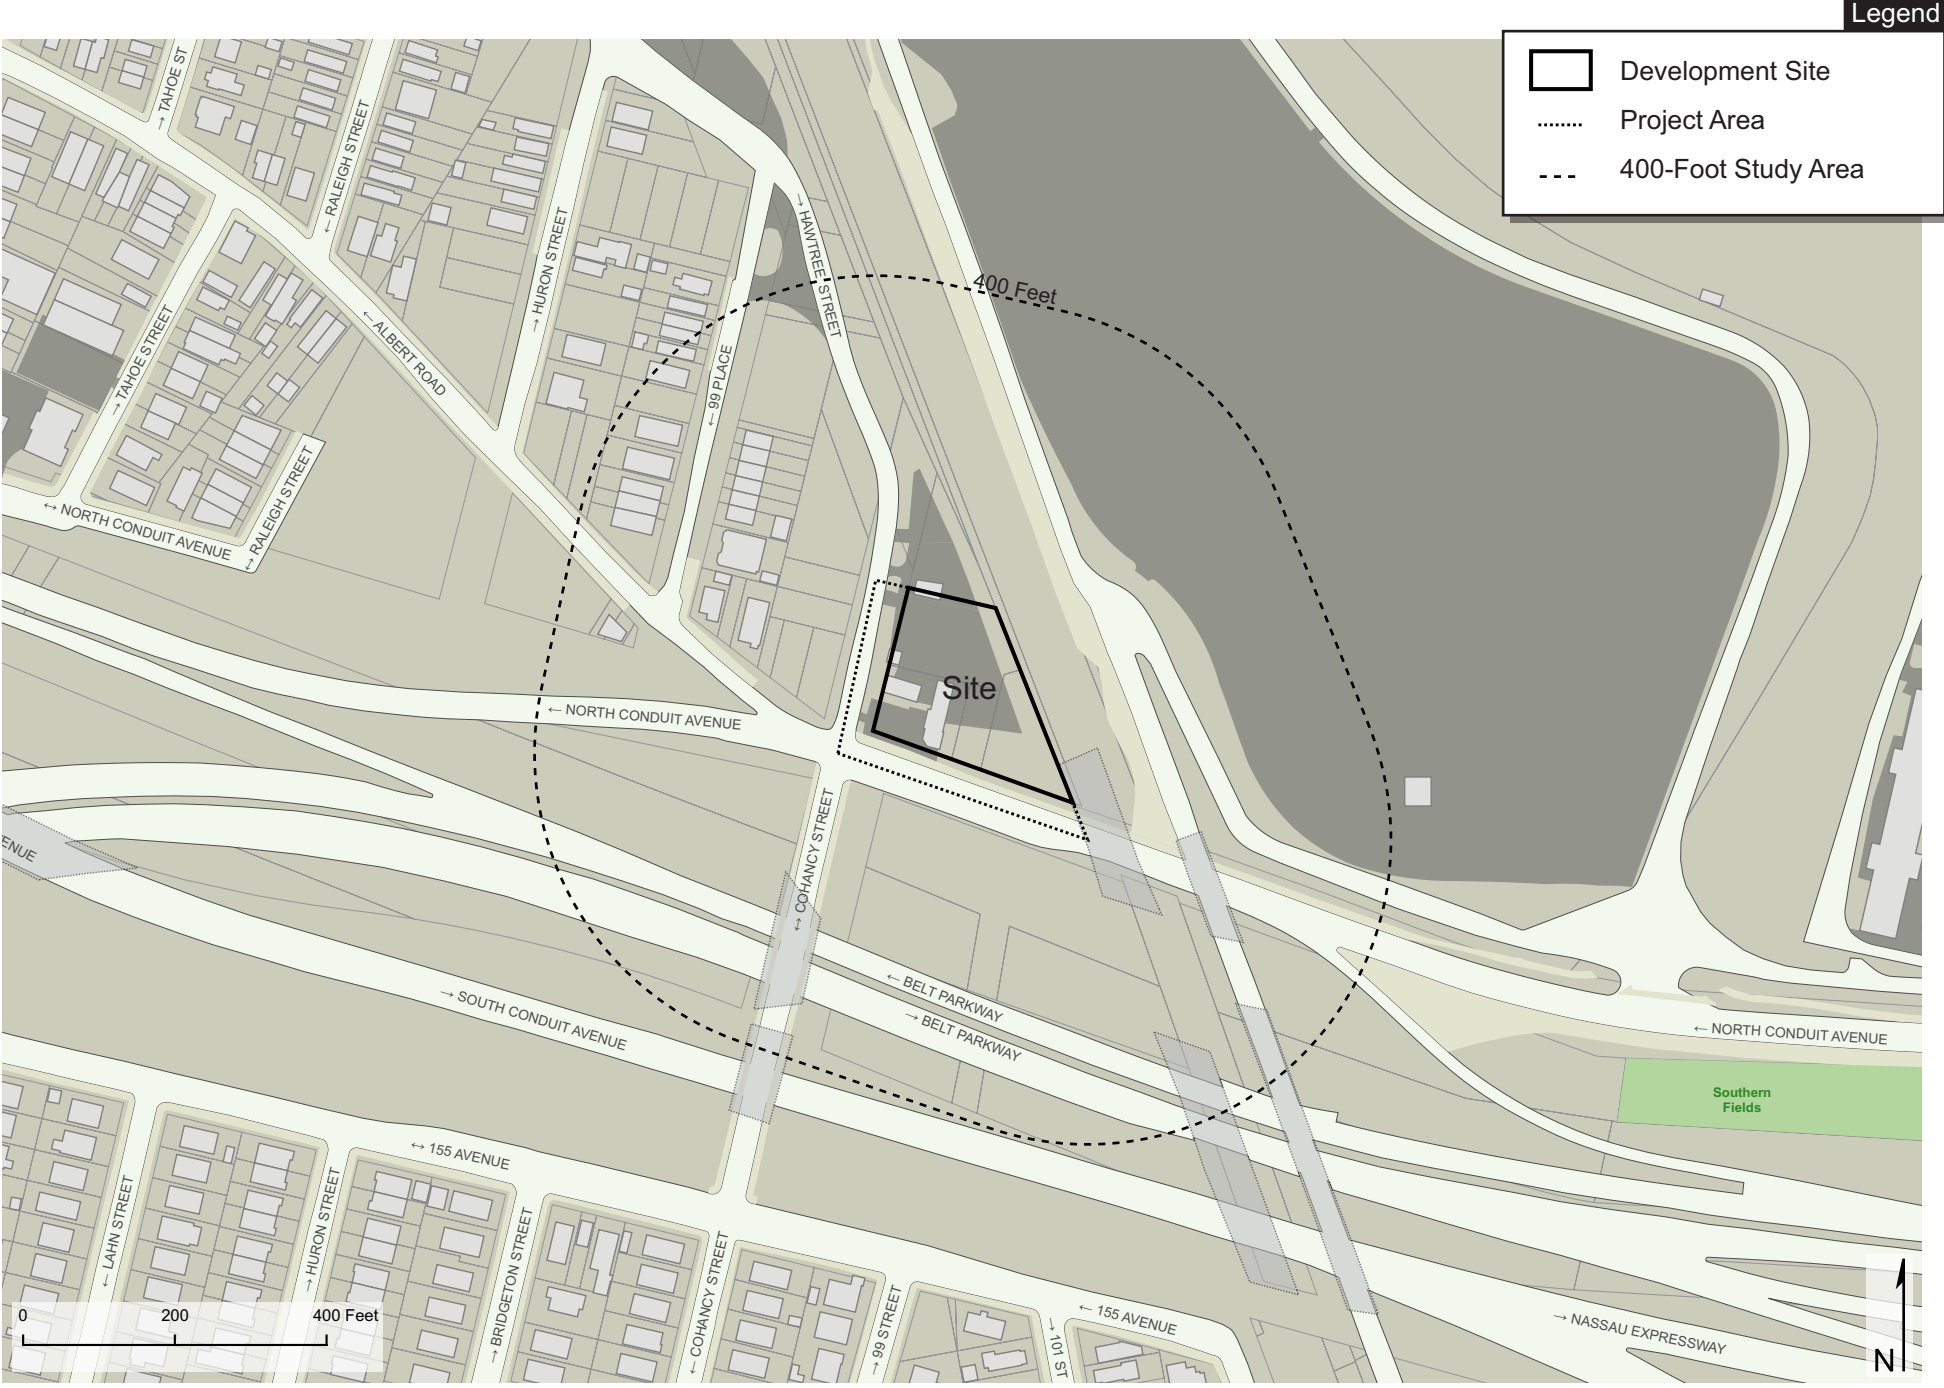 Legend
Development Site
Project Area
400-Foot Study Area
→ TAHOE ST
← RALEIGH STREET
→ HURON STREET
→ HAWTREE STREET
400 Feet
← ALBERT ROAD
← 99 PLACE
→ TAHOE STREET
↔ RALEIGH STREET
↔ NORTH CONDUIT AVENUE
Site
← NORTH CONDUIT AVENUE
↔ COHANCY STREET
ENUE
← BELT PARKWAY
→ BELT PARKWAY
→ SOUTH CONDUIT AVENUE
← NORTH CONDUIT AVENUE
Southern
Fields
↔ 155 AVENUE
← LAHN STREET
→ HURON STREET
→ BRIDGETON STREET
← COHANCY STREET
→ 99 STREET
→ 101 ST
← 155 AVENUE
→ NASSAU EXPRESSWAY
0 200 400 Feet
N